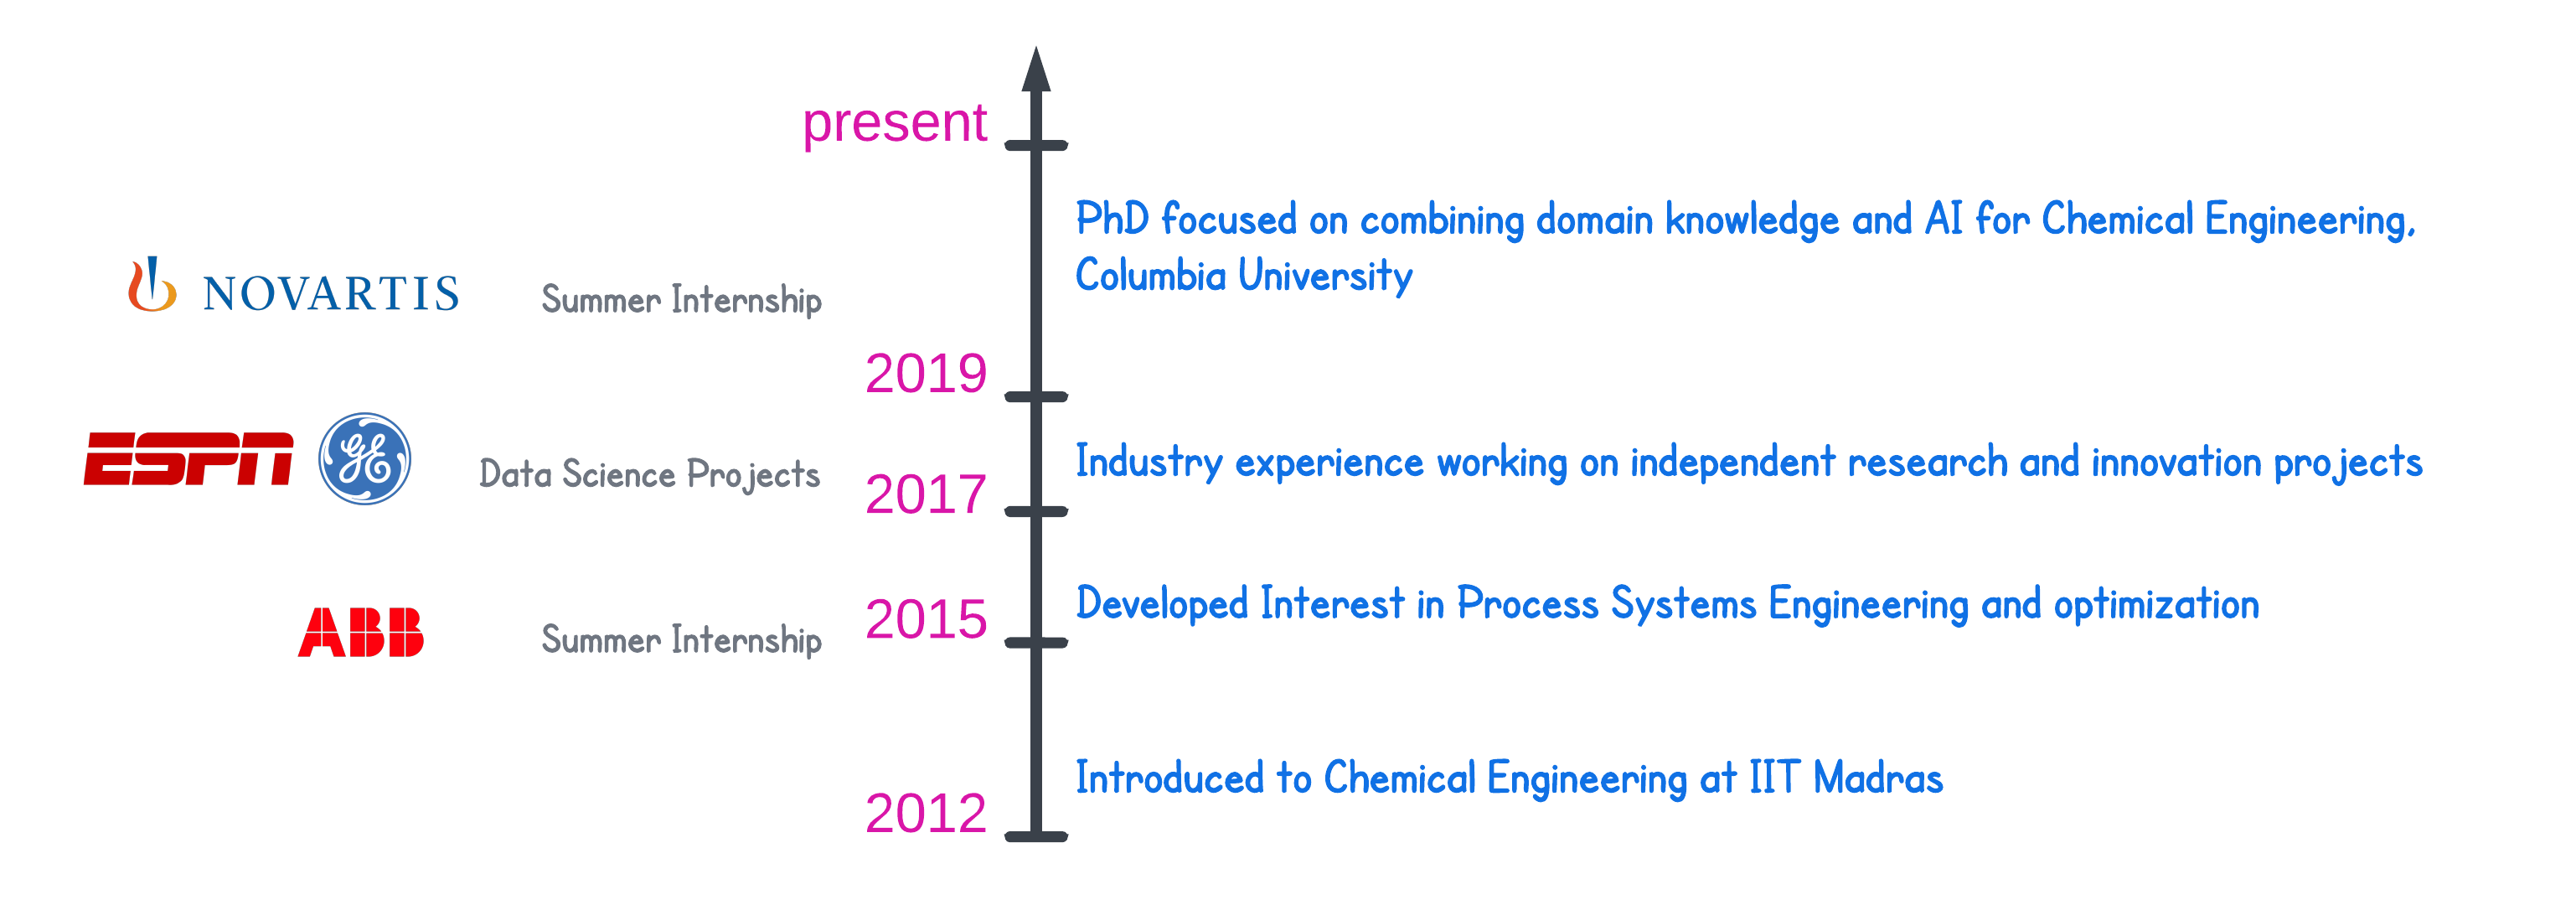 present
PhD focused on combining domain knowledge and AI for Chemical Engineering,
Columbia University
NOVARTIS
Summer Internship
2019
ESPN
GE
Data Science Projects
Industry experience working on independent research and innovation projects
2017
2015
Developed Interest in Process Systems Engineering and optimization
ABB
Summer Internship
Introduced to Chemical Engineering at IIT Madras
2012